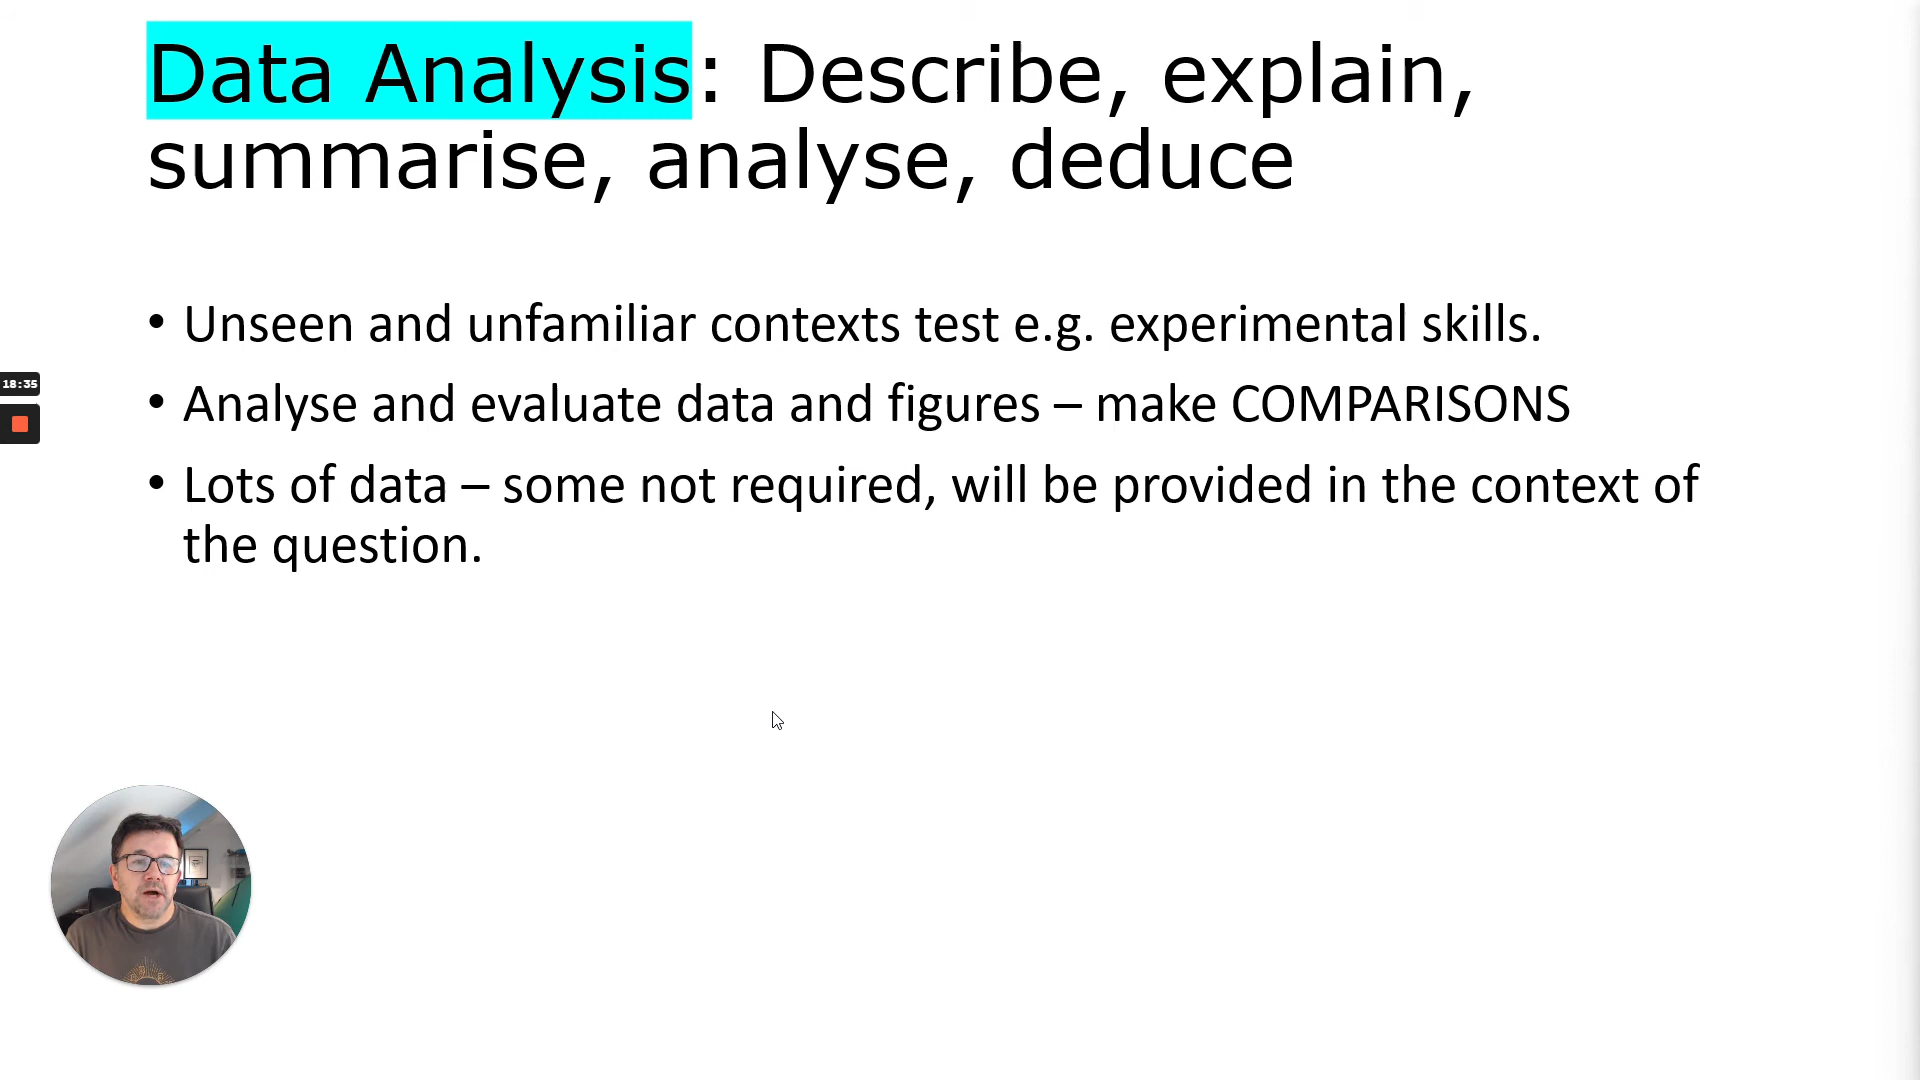 Data Analysis: Describe, explain,
summarise, analyse, deduce
• Unseen and unfamiliar contexts test e.g. experimental skills.
18:35
• Analyse and evaluate data and figures – make COMPARISONS
• Lots of data – some not required, will be provided in the context of
the question.